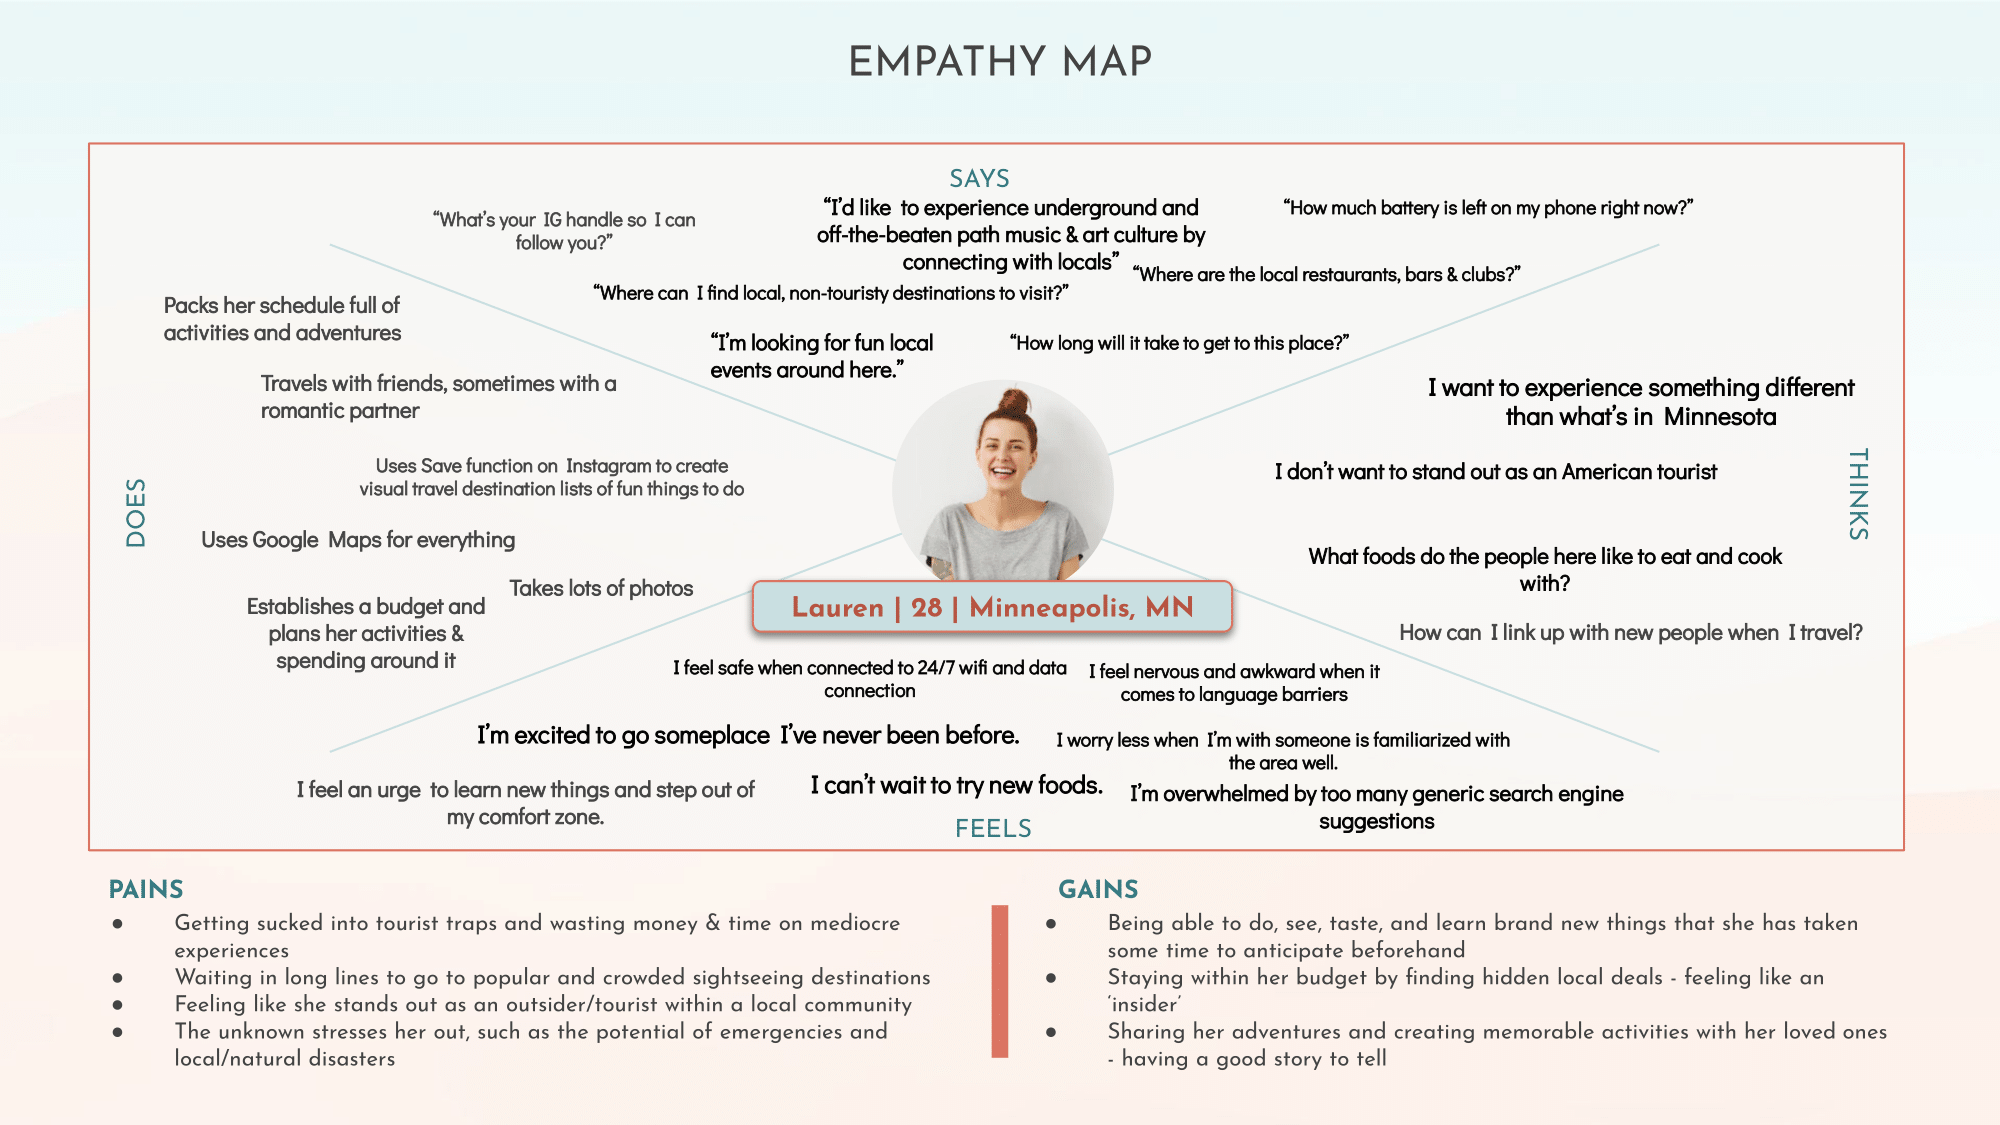 EMPATHY MAP
SAYS
“What’s your IG handle so I can
follow you?”
“I’d like to experience underground and
off-the-beaten path music & art culture by
connecting with locals”
“How much battery is left on my phone right now?”
“Where are the local restaurants, bars & clubs?”
“Where can I find local, non-touristy destinations to visit?”
“I’m looking for fun local
events around here.”
“How long will it take to get to this place?”
DOES
Packs her schedule full of
activities and adventures
Travels with friends, sometimes with a
romantic partner
Uses Save function on Instagram to create
visual travel destination lists of fun things to do
Uses Google Maps for everything
Takes lots of photos
Establishes a budget and
plans her activities &
spending around it
THINKS
I want to experience something different
than what’s in Minnesota
I don’t want to stand out as an American tourist
What foods do the people here like to eat and cook
with?
How can I link up with new people when I travel?
Lauren | 28 | Minneapolis, MN
I feel safe when connected to 24/7 wifi and data
connection
I feel nervous and awkward when it
comes to language barriers
I’m excited to go someplace I’ve never been before.
I worry less when I’m with someone is familiarized with
the area well.
I feel an urge to learn new things and step out of
my comfort zone.
I can’t wait to try new foods.
I’m overwhelmed by too many generic search engine
suggestions
FEELS
PAINS
● Getting sucked into tourist traps and wasting money & time on mediocre
experiences
● Waiting in long lines to go to popular and crowded sightseeing destinations
● Feeling like she stands out as an outsider/tourist within a local community
● The unknown stresses her out, such as the potential of emergencies and
local/natural disasters
GAINS
● Being able to do, see, taste, and learn brand new things that she has taken
some time to anticipate beforehand
● Staying within her budget by finding hidden local deals - feeling like an
‘insider’
● Sharing her adventures and creating memorable activities with her loved ones
- having a good story to tell